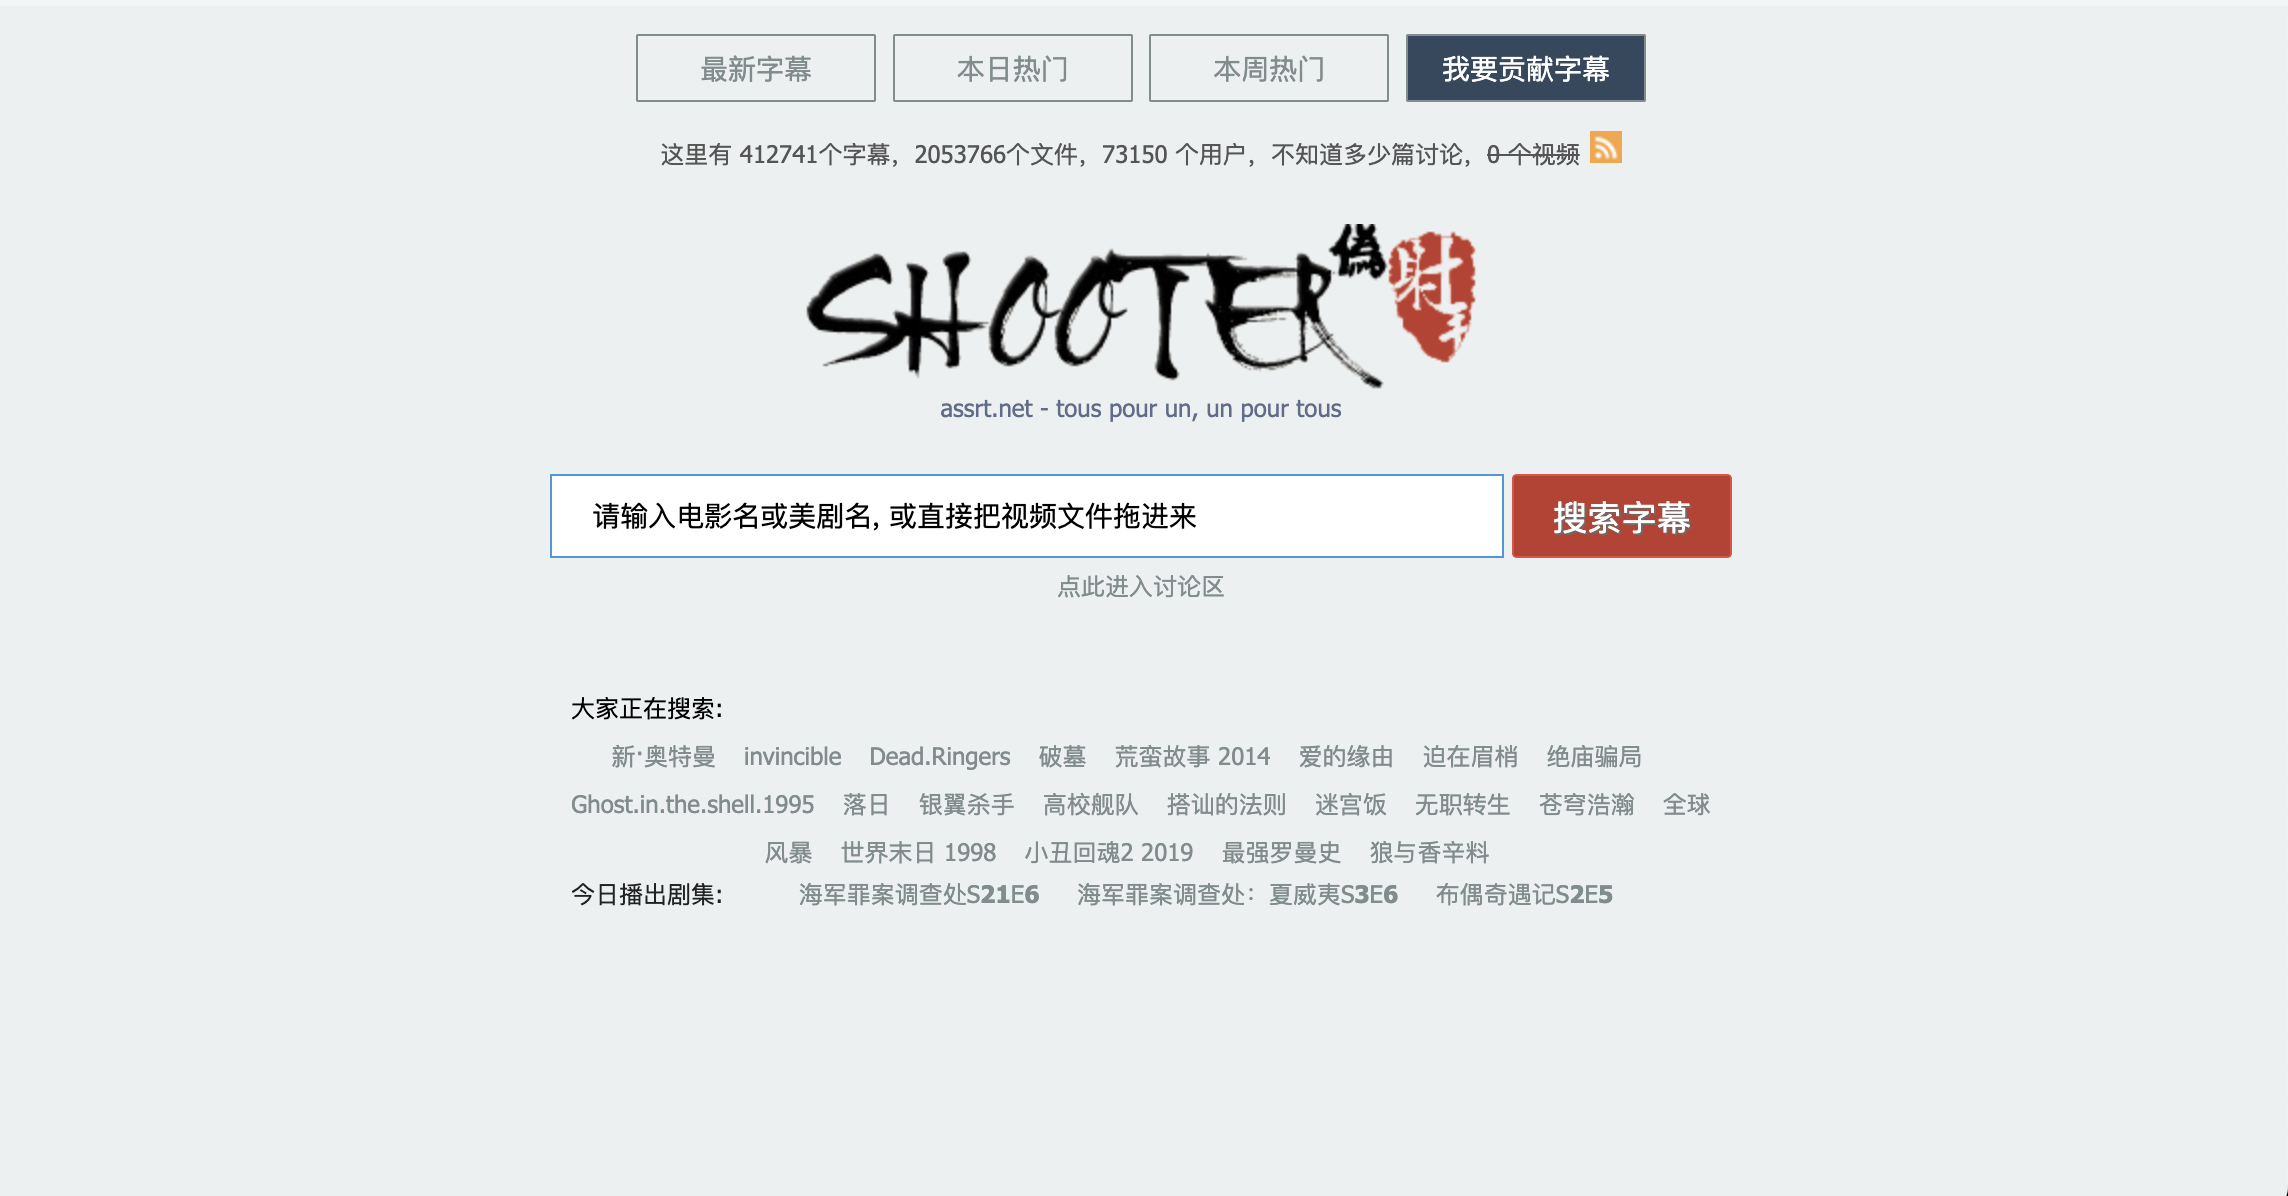 最新字幕 本日热门 本周热门 我要贡献字幕
这里有 412741个字幕，2053766个文件，73150 个用户，不知道多少篇讨论，0 个视频
SHOOTER 偽 射手
assrt.net - tous pour un, un pour tous
请输入电影名或美剧名, 或直接把视频文件拖进来 搜索字幕
点此进入讨论区
大家正在搜索:
新·奥特曼 invincible Dead.Ringers 破墓 荒蛮故事 2014 爱的缘由 迫在眉梢 绝庙骗局
Ghost.in.the.shell.1995 落日 银翼杀手 高校舰队 搭讪的法则 迷宫饭 无职转生 苍穹浩瀚 全球
风暴 世界末日 1998 小丑回魂2 2019 最强罗曼史 狼与香辛料
今日播出剧集: 海军罪案调查处S21E6 海军罪案调查处：夏威夷S3E6 布偶奇遇记S2E5